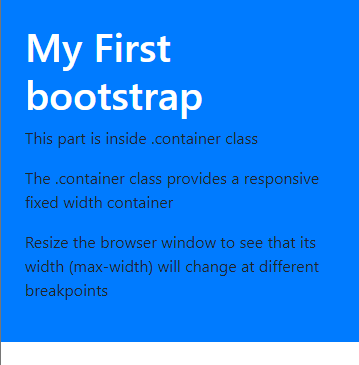 My First
bootstrap
This part is inside .container class
The .container class provides a responsive
fixed width container
Resize the browser window to see that its
width (max-width) will change at different
breakpoints